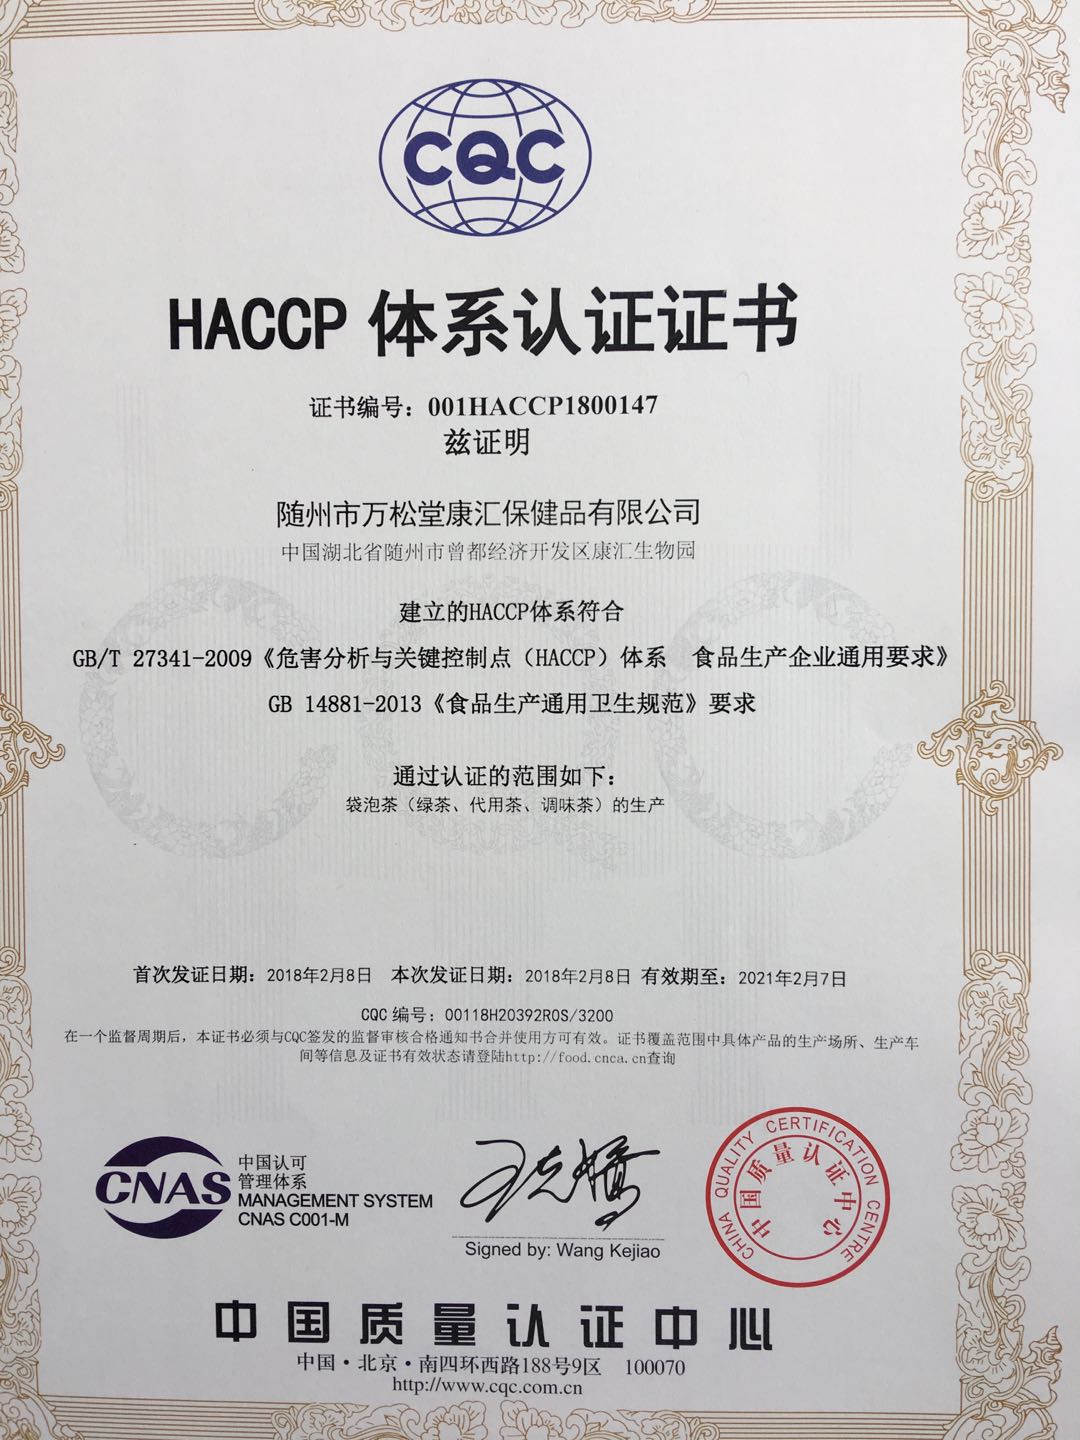 CQC
HACCP 体系认证证书
证书编号：001HACCP1800147
兹证明
随州市万松堂康汇保健品有限公司
中国湖北省随州市曾都经济开发区康汇生物园
建立的HACCP体系符合
GB/T 27341-2009《危害分析与关键控制点（HACCP）体系 食品生产企业通用要求》
GB 14881-2013《食品生产通用卫生规范》要求
通过认证的范围如下：
袋泡茶（绿茶、代用茶、调味茶）的生产
首次发证日期：2018年2月8日 本次发证日期：2018年2月8日 有效期至：2021年2月7日
CQC 编号：00118H20392R0S/3200
在一个监督周期后，本证书必须与CQC签发的监督审核合格通知书合并使用方可有效。证书覆盖范围中具体产品的生产场所、生产车
间等信息及证书有效状态请登陆http://food.cnca.cn查询
CNAS
中国认可
管理体系
MANAGEMENT SYSTEM
CNAS C001-M
王克娇
Signed by: Wang Kejiao
CHINA QUALITY CERTIFICATION CENTRE
中国质量认证中心
中国质量认证中心
中国·北京·南四环西路188号9区 100070
http://www.cqc.com.cn